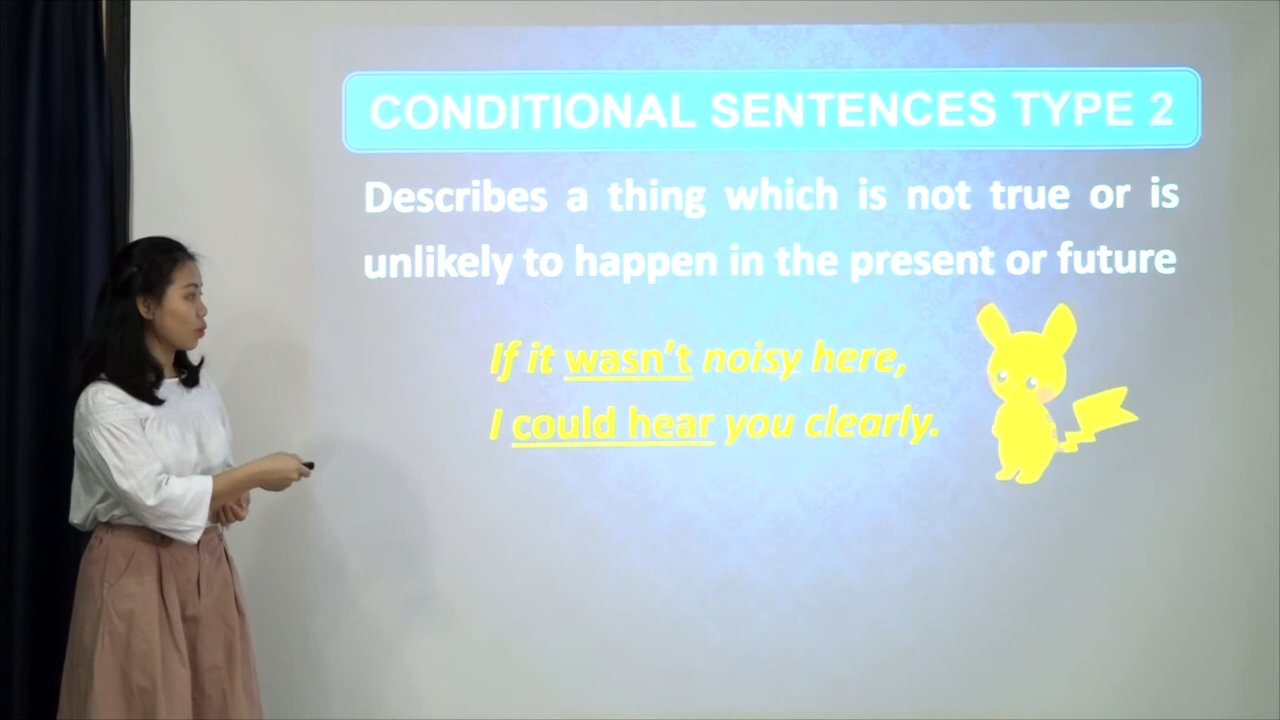 CONDITIONAL SENTENCES TYPE 2
Describes a thing which is not true or is
unlikely to happen in the present or future
If it wasn't noisy here,
I could hear you clearly.